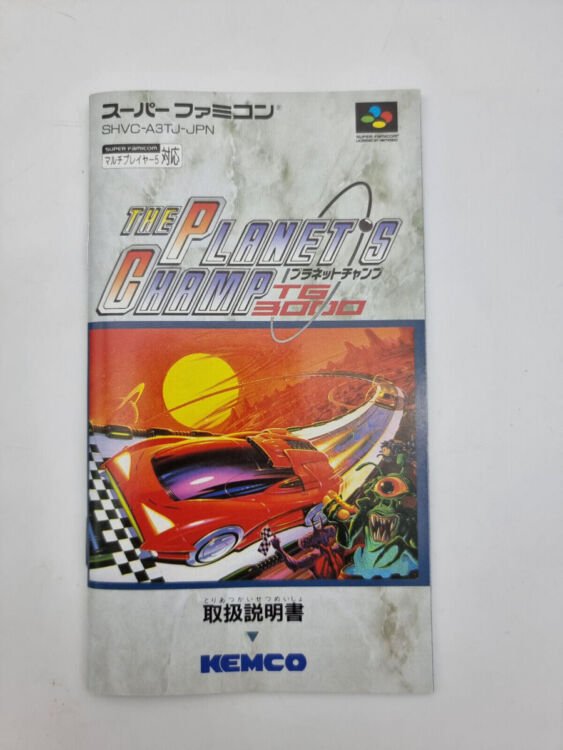 スーパーファミコン®
SHVC-A3TJ-JPN
SUPER FAMICOM
マルチプレイヤー5 対応
SUPER FAMICOM
THE PLANET'S
CHAMP
プラネットチャンプ
TG
3000
とりあつかいせつめいしょ
取扱説明書
KEMCO